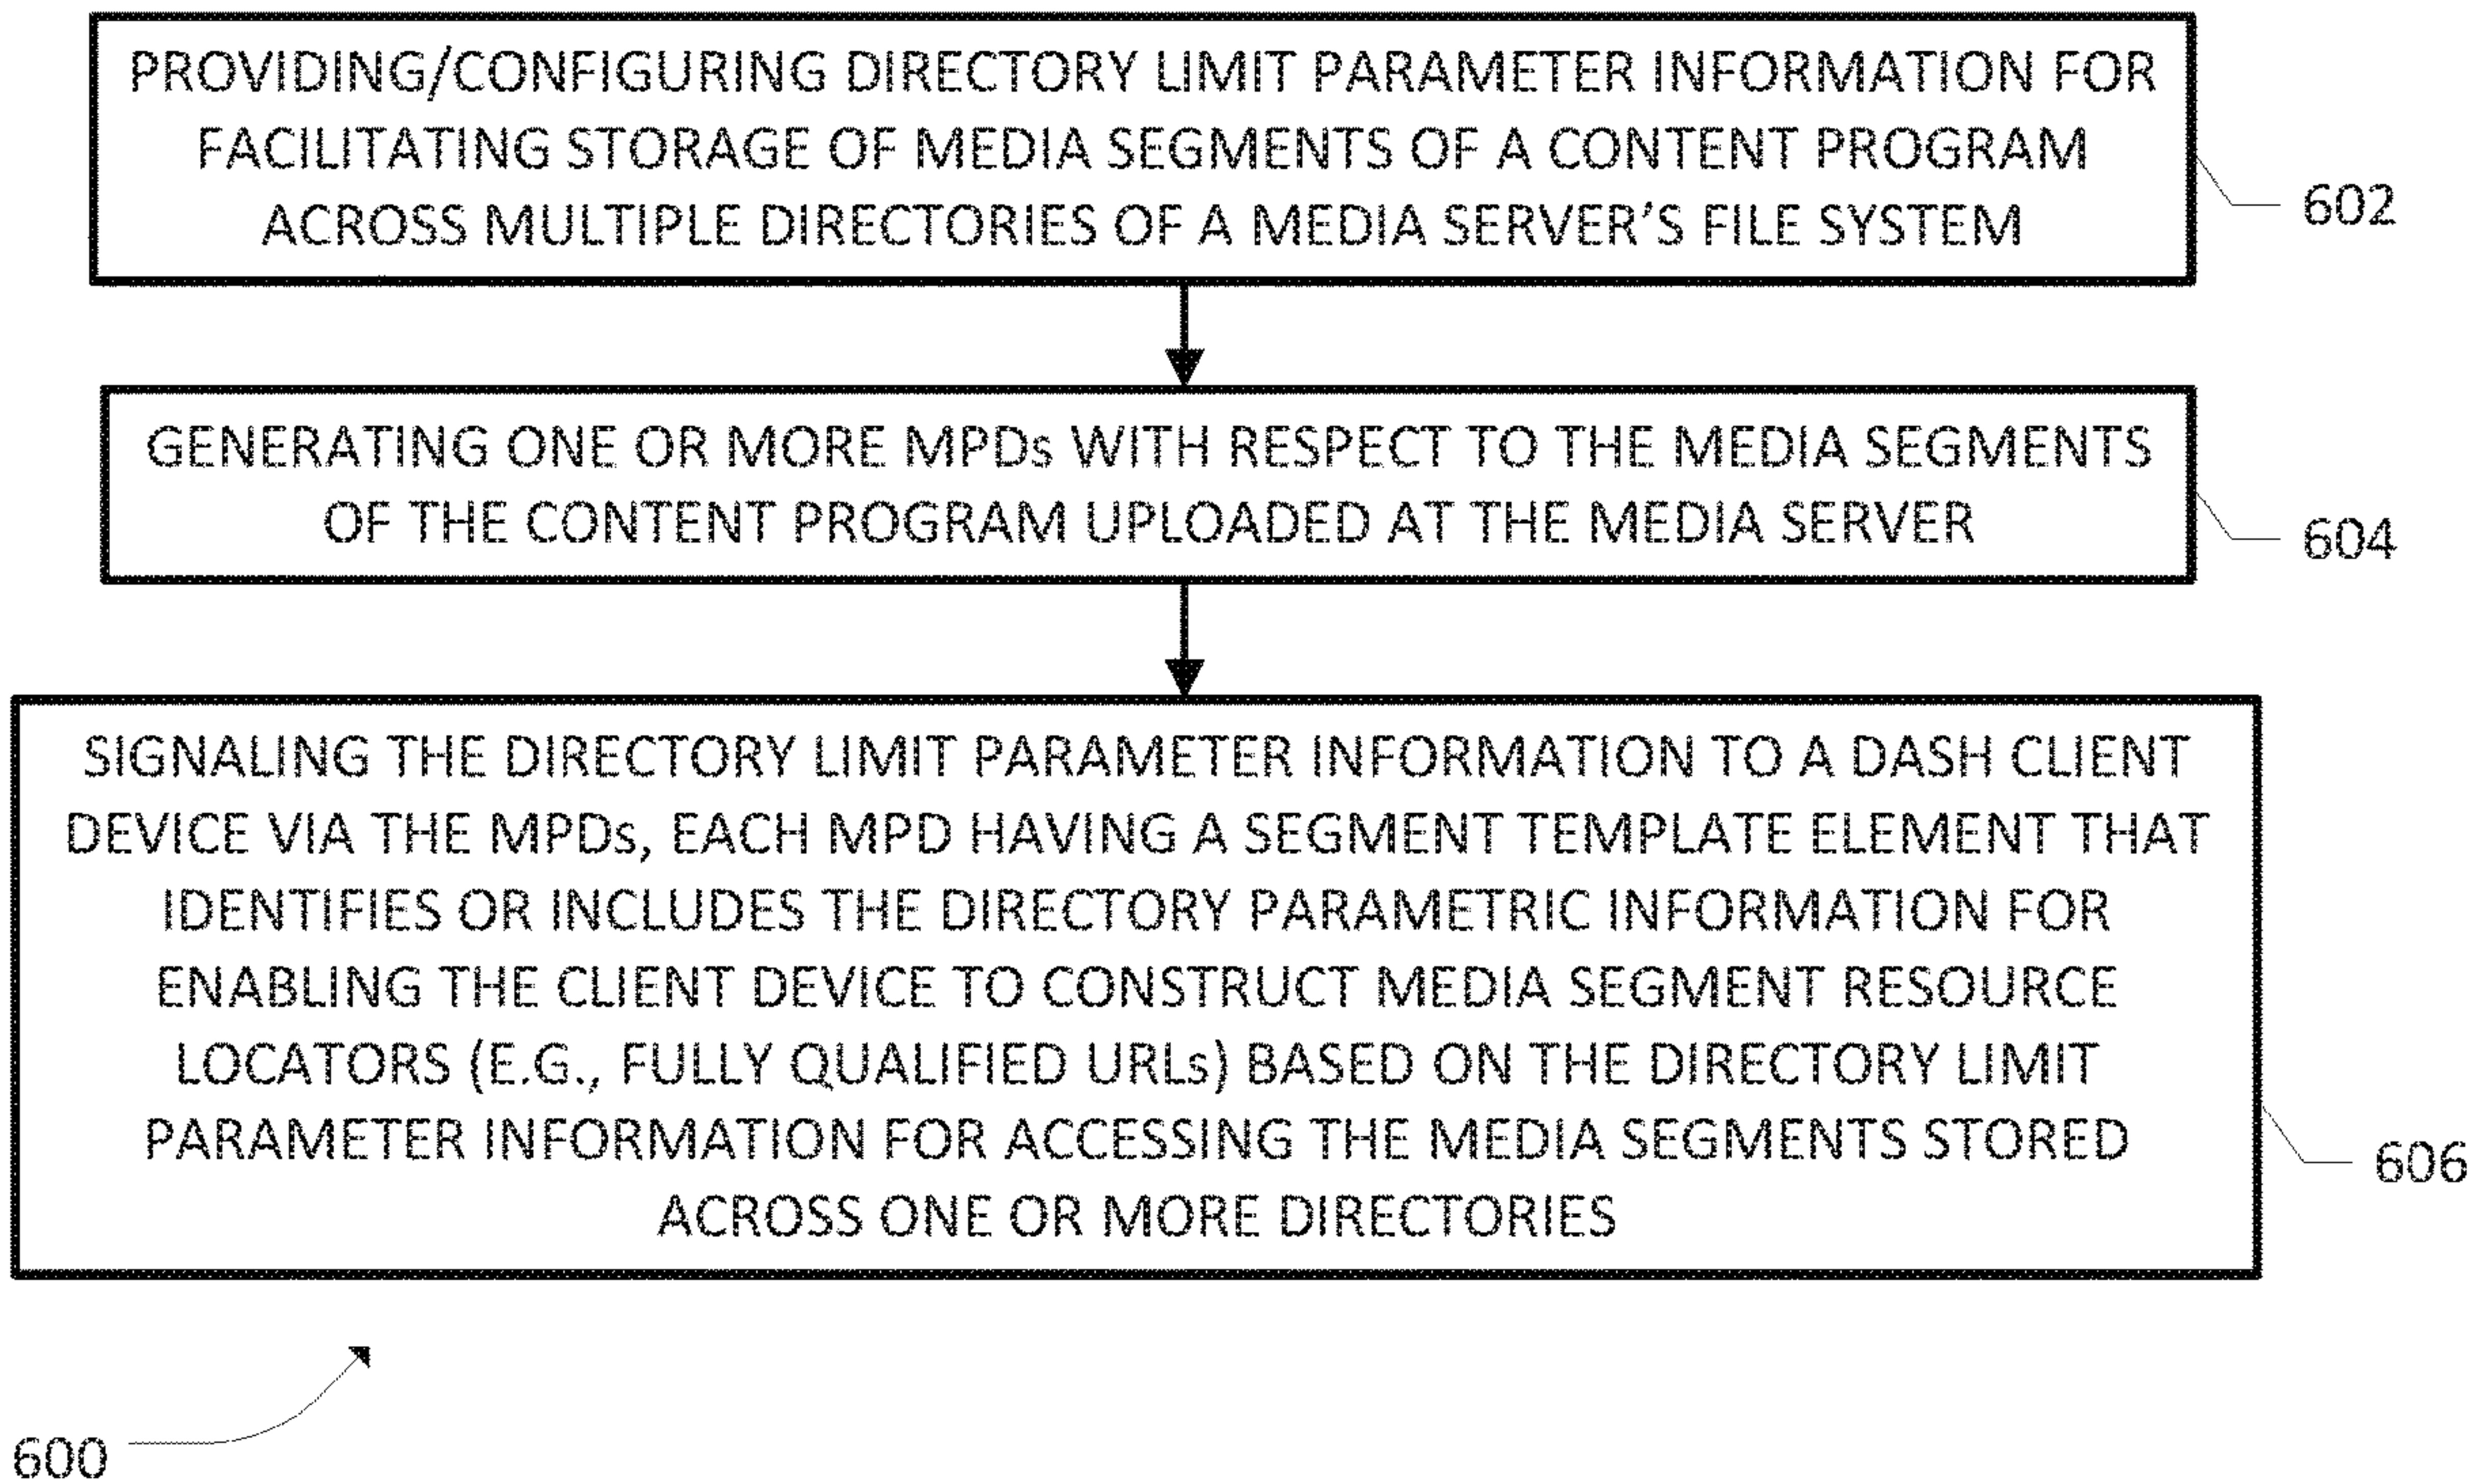 PROVIDING/CONFIGURING DIRECTORY LIMIT PARAMETER INFORMATION FOR
FACILITATING STORAGE OF MEDIA SEGMENTS OF A CONTENT PROGRAM
ACROSS MULTIPLE DIRECTORIES OF A MEDIA SERVER'S FILE SYSTEM
602
GENERATING ONE OR MORE MPDs WITH RESPECT TO THE MEDIA SEGMENTS
OF THE CONTENT PROGRAM UPLOADED AT THE MEDIA SERVER
604
SIGNALING THE DIRECTORY LIMIT PARAMETER INFORMATION TO A DASH CLIENT
DEVICE VIA THE MPDs, EACH MPD HAVING A SEGMENT TEMPLATE ELEMENT THAT
IDENTIFIES OR INCLUDES THE DIRECTORY PARAMETRIC INFORMATION FOR
ENABLING THE CLIENT DEVICE TO CONSTRUCT MEDIA SEGMENT RESOURCE
LOCATORS (E.G., FULLY QUALIFIED URLs) BASED ON THE DIRECTORY LIMIT
PARAMETER INFORMATION FOR ACCESSING THE MEDIA SEGMENTS STORED
ACROSS ONE OR MORE DIRECTORIES
606
600